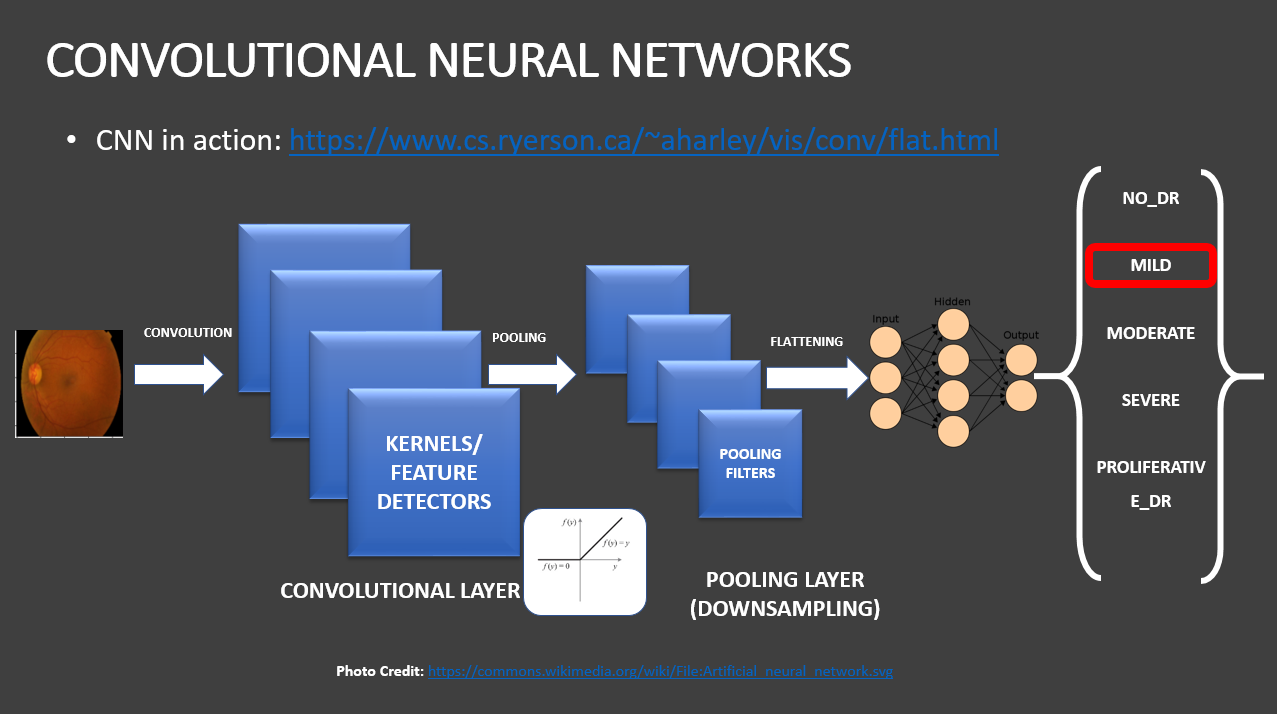 CONVOLUTIONAL NEURAL NETWORKS
• CNN in action: https://www.cs.ryerson.ca/~aharley/vis/conv/flat.html
CONVOLUTION
KERNELS/
FEATURE
DETECTORS
CONVOLUTIONAL LAYER
f(y)
f(y)=y
f(y)=0
y
POOLING
POOLING
FILTERS
POOLING LAYER
(DOWNSAMPLING)
FLATTENING
Input
Hidden
Output
NO_DR
MILD
MODERATE
SEVERE
PROLIFERATIV
E_DR
Photo Credit: https://commons.wikimedia.org/wiki/File:Artificial_neural_network.svg